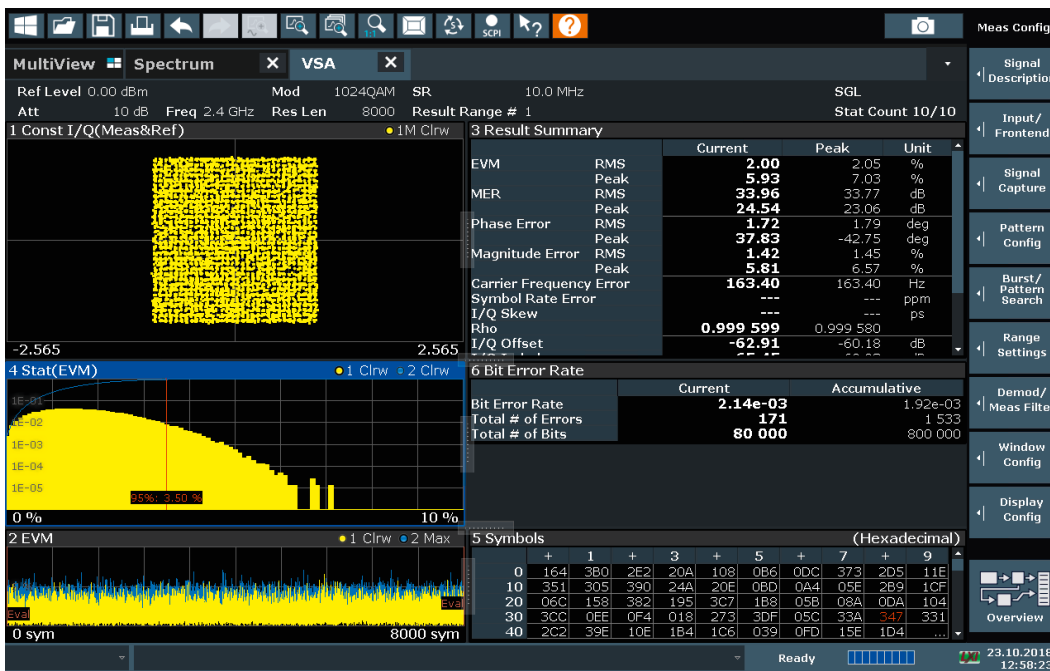 1:1
SCPI
?
?
Meas Config
MultiView Spectrum X VSA X
Signal
Descriptio
Ref Level 0.00 dBm Mod 1024QAM SR 10.0 MHz SGL
Att 10 dB Freq 2.4 GHz Res Len 8000 Result Range # 1 Stat Count 10/10
Input/
Frontend
Signal
Capture
Pattern
Config
Burst/
Pattern
Search
Range
Settings
Demod/
Meas Filte
Window
Config
Display
Config
Overview
1 Const I/Q(Meas&Ref) 1M Clrw
-2.565 2.565
3 Result Summary
Current Peak Unit
EVM RMS 2.00 2.05 %
Peak 5.93 7.03 %
MER RMS 33.96 33.77 dB
Peak 24.54 23.06 dB
Phase Error RMS 1.72 1.79 deg
Peak 37.83 -42.75 deg
Magnitude Error RMS 1.42 1.45 %
Peak 5.81 6.57 %
Carrier Frequency Error 163.40 163.40 Hz
Symbol Rate Error --- --- ppm
I/Q Skew --- --- ps
Rho 0.999 599 0.999 580
I/Q Offset -62.91 -60.18 dB
4 Stat(EVM) 1 Clrw 2 Clrw
1E-01
1E-02
1E-03
1E-04
1E-05
95%: 3.50 %
0 % 10 %
6 Bit Error Rate
Current Accumulative
Bit Error Rate 2.14e-03 1.92e-03
Total # of Errors 171 1 533
Total # of Bits 80 000 800 000
2 EVM 1 Clrw 2 Max
Eval
Eval
0 sym 8000 sym
5 Symbols (Hexadecimal)
+ 1 + 3 + 5 + 7 + 9
0 164 3B0 2E2 20A 108 0B6 0DC 373 2D5 11E
10 351 305 390 24A 20E 0BD 0A4 05E 2B9 1CF
20 06C 158 382 195 3C7 1B8 05B 08A 0DA 104
30 3CC 0EE 0F4 018 273 3DF 05C 33A 347 331
40 2C2 39E 10E 1B4 1C6 039 0FD 15E 1D4 ...
Ready
23.10.2018
12:58:23